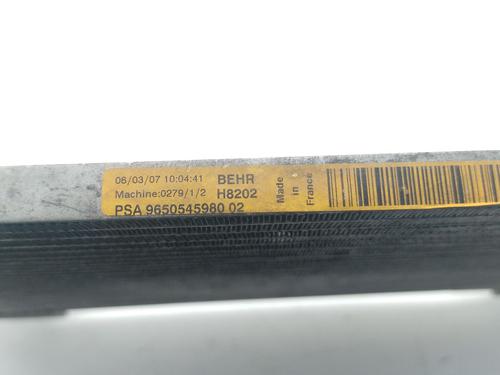 06/03/07 10:04:41 BEHR
Machine:0279/1/2 H8202
PSA 9650545980 02
Made
in
France